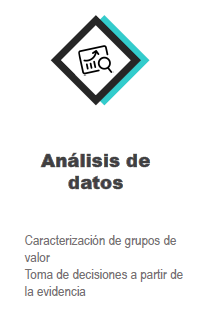 Análisis de
datos
Caracterización de grupos de
valor
Toma de decisiones a partir de
la evidencia